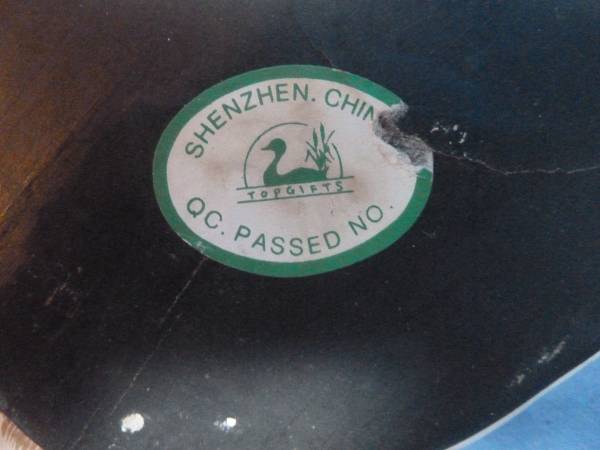 SHENZHEN. CHIN
TOPGIFTS
QC. PASSED NO.